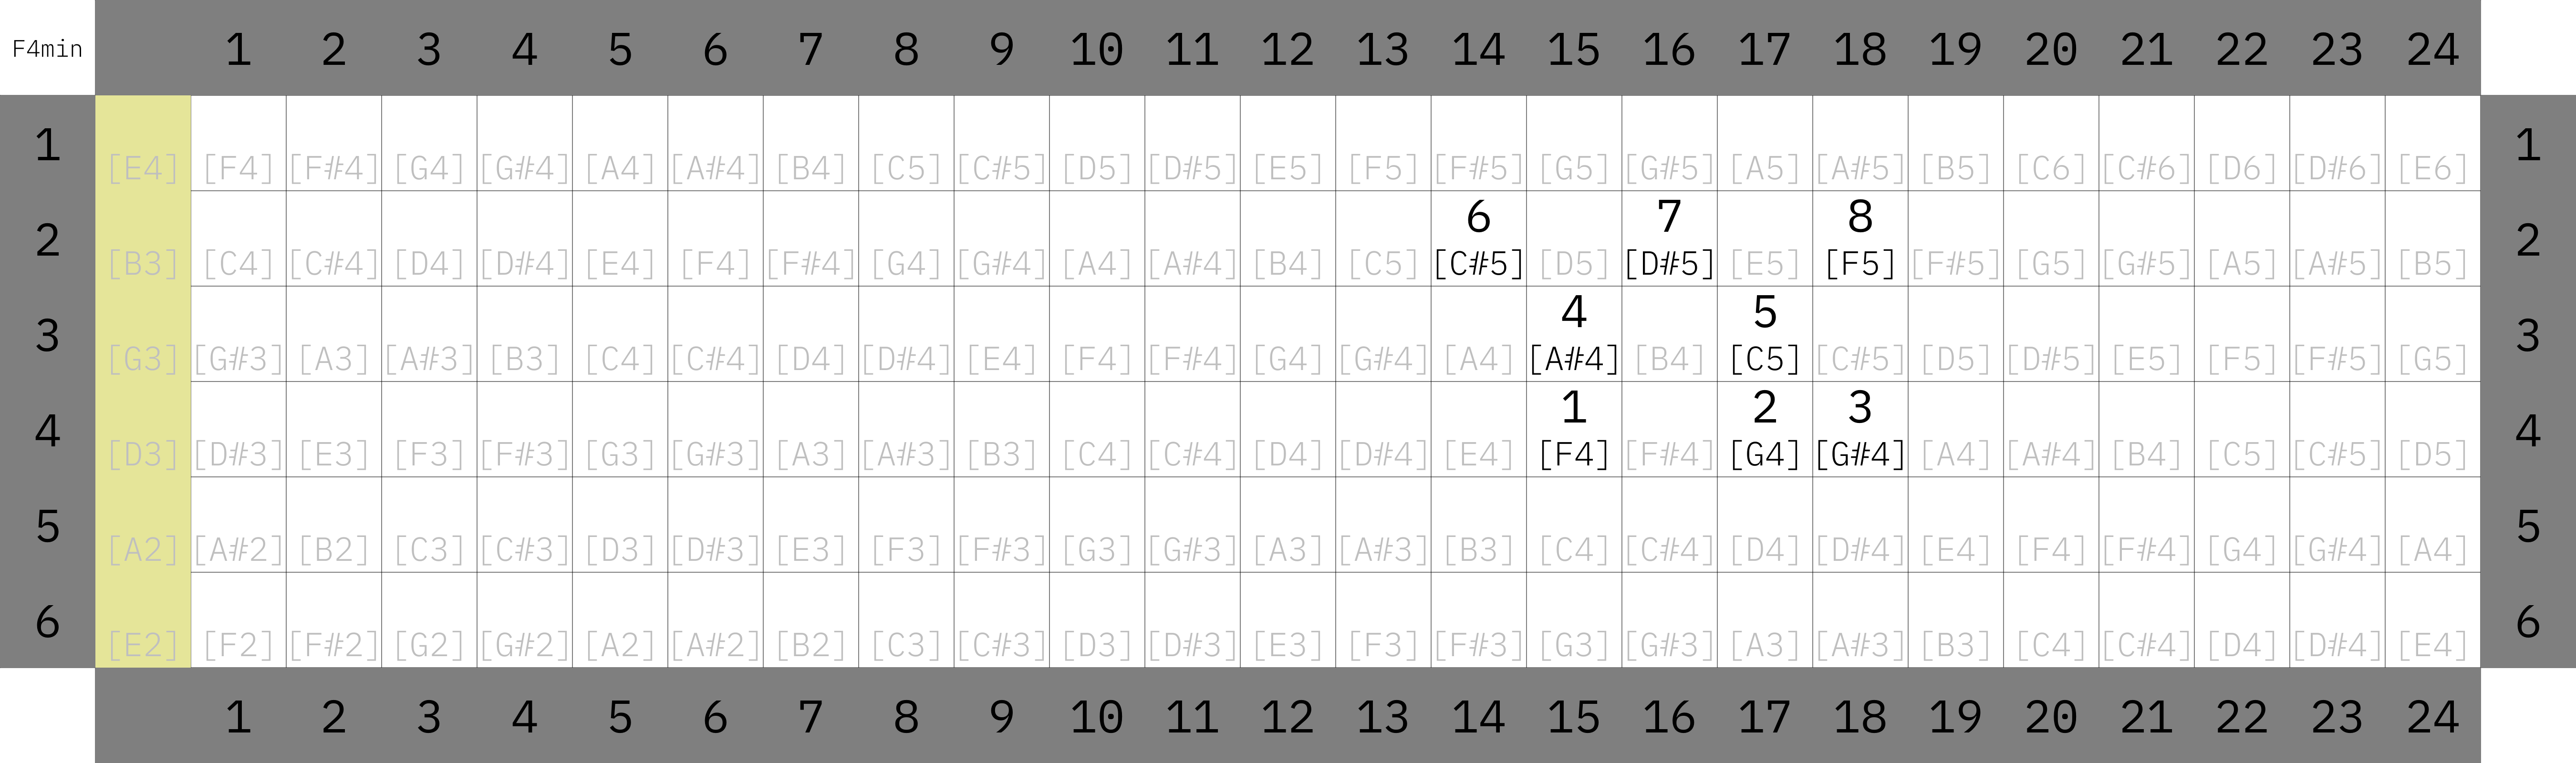 F4min 1 2 3 4 5 6 7 8 9 10 11 12 13 14 15 16 17 18 19 20 21 22 23 24
1 1
[E4] [F4] [F#4] [G4] [G#4] [A4] [A#4] [B4] [C5] [C#5] [D5] [D#5] [E5] [F5] [F#5] [G5] [G#5] [A5] [A#5] [B5] [C6] [C#6] [D6] [D#6] [E6]
6 7 8
2 2
[B3] [C4] [C#4] [D4] [D#4] [E4] [F4] [F#4] [G4] [G#4] [A4] [A#4] [B4] [C5] [C#5] [D5] [D#5] [E5] [F5] [F#5] [G5] [G#5] [A5] [A#5] [B5]
4 5
3 3
[G3] [G#3] [A3] [A#3] [B3] [C4] [C#4] [D4] [D#4] [E4] [F4] [F#4] [G4] [G#4] [A4] [A#4] [B4] [C5] [C#5] [D5] [D#5] [E5] [F5] [F#5] [G5]
1 2 3
4 4
[D3] [D#3] [E3] [F3] [F#3] [G3] [G#3] [A3] [A#3] [B3] [C4] [C#4] [D4] [D#4] [E4] [F4] [F#4] [G4] [G#4] [A4] [A#4] [B4] [C5] [C#5] [D5]
5 5
[A2] [A#2] [B2] [C3] [C#3] [D3] [D#3] [E3] [F3] [F#3] [G3] [G#3] [A3] [A#3] [B3] [C4] [C#4] [D4] [D#4] [E4] [F4] [F#4] [G4] [G#4] [A4]
6 6
[E2] [F2] [F#2] [G2] [G#2] [A2] [A#2] [B2] [C3] [C#3] [D3] [D#3] [E3] [F3] [F#3] [G3] [G#3] [A3] [A#3] [B3] [C4] [C#4] [D4] [D#4] [E4]
1 2 3 4 5 6 7 8 9 10 11 12 13 14 15 16 17 18 19 20 21 22 23 24